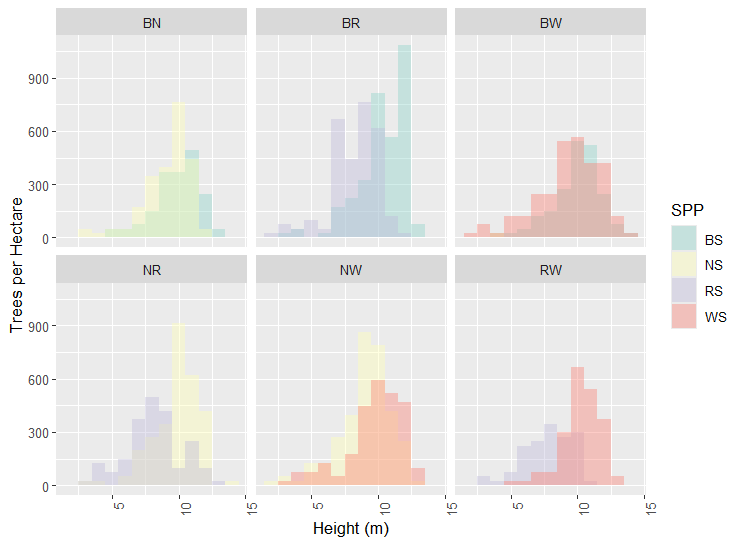 BN BR BW
900
600
300
0
Trees per Hectare
NR NW RW
900
600
300
0
5 10 15 5 10 15 5 10 15
Height (m)
SPP
BS
NS
RS
WS